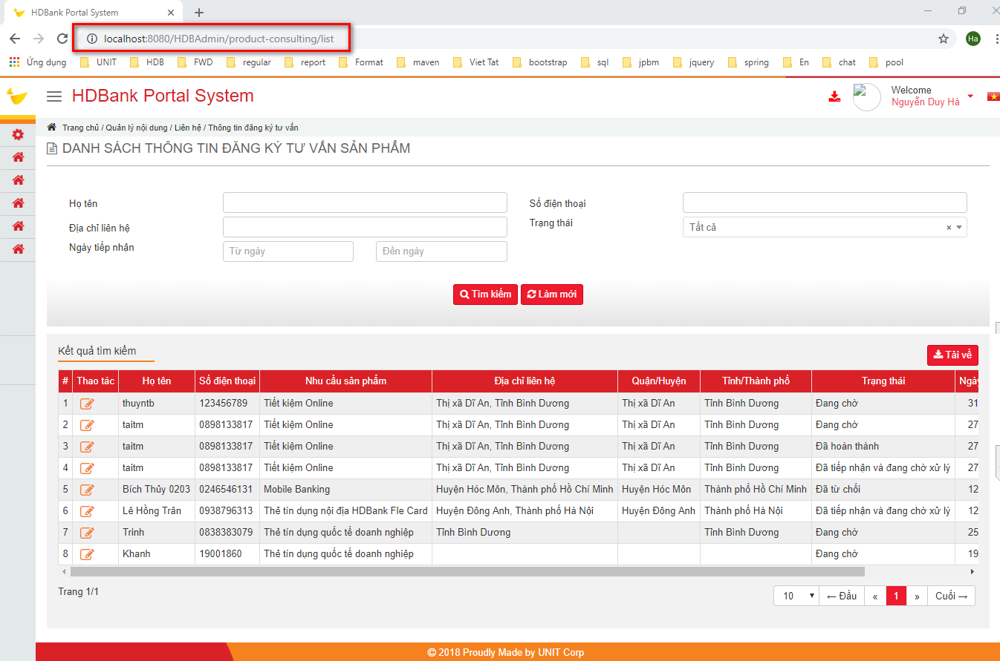 HDBank Portal System
localhost:8080/HDBAdmin/product-consulting/list
Ha
Ứng dụng UNIT HDB FWD regular report Format maven Viet Tat bootstrap sql jpbm jquery spring En chat pool
HDBank Portal System
Welcome
Nguyễn Duy Hà
Trang chủ / Quản lý nội dung / Liên hệ / Thông tin đăng ký tư vấn
DANH SÁCH THÔNG TIN ĐĂNG KÝ TƯ VẤN SẢN PHẨM
Họ tên Số điện thoại
Địa chỉ liên hệ Trạng thái Tất cả ×
Ngày tiếp nhận Từ ngày Đến ngày
Tìm kiếm Làm mới
Kết quả tìm kiếm
Tải về
# Thao tác Họ tên Số điện thoại Nhu cầu sản phẩm Địa chỉ liên hệ Quận/Huyện Tỉnh/Thành phố Trạng thái Ngày
1 thuyntb 123456789 Tiết kiệm Online Thị xã Dĩ An, Tỉnh Bình Dương Thị xã Dĩ An Tỉnh Bình Dương Đang chờ 31
2 taitm 0898133817 Tiết kiệm Online Thị xã Dĩ An, Tỉnh Bình Dương Thị xã Dĩ An Tỉnh Bình Dương Đang chờ 27
3 taitm 0898133817 Tiết kiệm Online Thị xã Dĩ An, Tỉnh Bình Dương Thị xã Dĩ An Tỉnh Bình Dương Đã hoàn thành 27
4 taitm 0898133817 Tiết kiệm Online Thị xã Dĩ An, Tỉnh Bình Dương Thị xã Dĩ An Tỉnh Bình Dương Đã tiếp nhận và đang chờ xử lý 27
5 Bích Thủy 0203 0246546131 Mobile Banking Huyện Hóc Môn, Thành phố Hồ Chí Minh Huyện Hóc Môn Thành phố Hồ Chí Minh Đã từ chối 12
6 Lê Hồng Trân 0938796313 Thẻ tín dụng nội địa HDBank Fle Card Huyện Đông Anh, Thành phố Hà Nội Huyện Đông Anh Thành phố Hà Nội Đã tiếp nhận và đang chờ xử lý 12
7 Trinh 0838383079 Thẻ tín dụng quốc tế doanh nghiệp Tỉnh Bình Dương Tỉnh Bình Dương Đang chờ 25
8 Khanh 19001860 Thẻ tín dụng quốc tế doanh nghiệp Đang chờ 19
Trang 1/1
10 ← Đầu « 1 » Cuối →
© 2018 Proudly Made by UNIT Corp